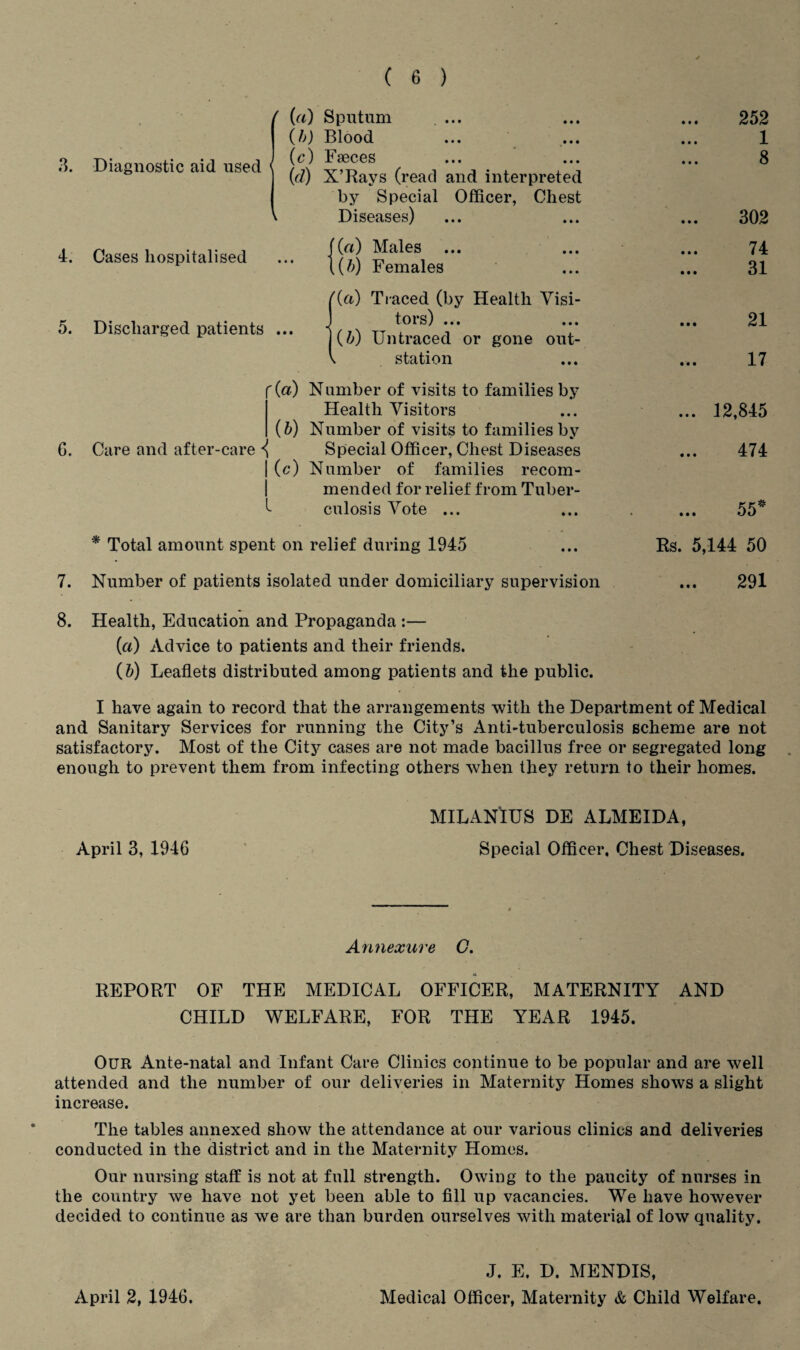 ( 6 )
3. Diagnostic aid used
(a) Sputum ... ... ... 252
(b) Blood ... ... ... 1
(c) Fæces ... ... ... 8
(d) X'Rays (read and interpreted
by Special Officer, Chest
Diseases) ... ... ... 302
4. Cases hospitalised ...
(a) Males ... ... ... 74
(b) Females ... ... 31
5. Discharged patients ...
(a) Traced (by Health Visi-
tors) ... ... ... 21
(b) Untraced or gone out-
station ... ... 17
6. Care and after-care
(a) Number of visits to families by
Health Visitors ... ... 12,845
(b) Number of visits to families by
Special Officer, Chest Diseases ... 474
(c) Number of families recom-
mended for relief from Tuber-
culosis Vote ... ... ... 55*
* Total amount spent on relief during 1945 ... Rs. 5,144 50
7. Number of patients isolated under domiciliary supervision ... 291
8. Health, Education and Propaganda :—
(a) Advice to patients and their friends.
(b) Leaflets distributed among patients and the public.
I have again to record that the arrangements with the Department of Medical
and Sanitary Services for running the City's Anti-tuberculosis scheme are not
satisfactory. Most of the City cases are not made bacillus free or segregated long
enough to prevent them from infecting others when they return to their homes.
MILANIUS DE ALMEIDA,
April 3, 1946 Special Officer, Chest Diseases.
Annexure C.
REPORT OF THE MEDICAL OFFICER, MATERNITY AND
CHILD WELFARE, FOR THE YEAR 1945.
OUR Ante-natal and Infant Care Clinics continue to be popular and are well
attended and the number of our deliveries in Maternity Homes shows a slight
increase.
The tables annexed show the attendance at our various clinics and deliveries
conducted in the district and in the Maternity Homes.
Our nursing staff is not at full strength. Owing to the paucity of nurses in
the country we have not yet been able to fill up vacancies. We have however
decided to continue as we are than burden ourselves with material of low quality.
J. E. D. MENDIS,
April 2, 1946. Medical Officer, Maternity & Child Welfare.